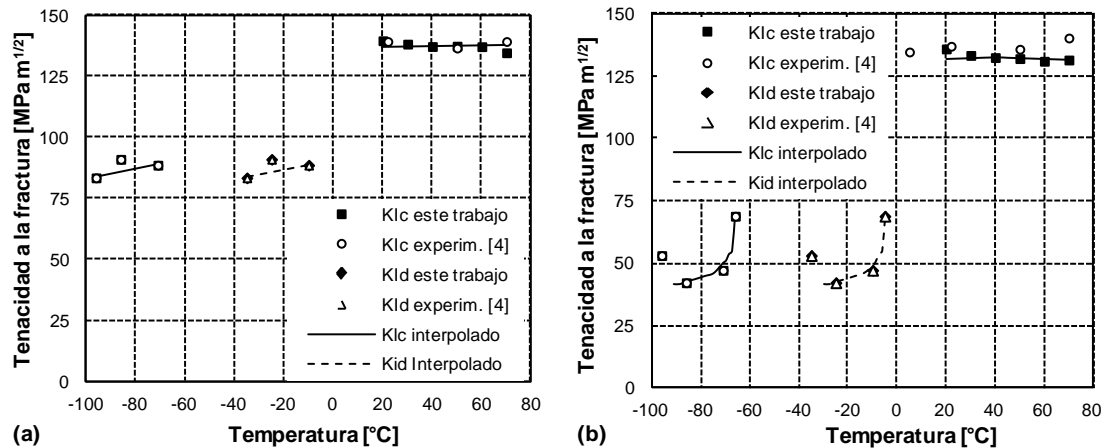 Tenacidad a la fractura [MPa m1/2]
150
125
100
75
50
25
0
-100 -80 -60 -40 -20 0 20 40 60 80
KIc este trabajo
KIc experim. [4]
KId este trabajo
KId experim. [4]
KIc interpolado
Kid Interpolado
(a)
Temperatura [°C]
Tenacidad a la fractura [MPa m1/2]
150
125
100
75
50
25
0
-100 -80 -60 -40 -20 0 20 40 60 80
KIc este trabajo
KIc experim. [4]
KId este trabajo
KId experim. [4]
KIc interpolado
Kid interpolado
(b)
Temperatura [°C]